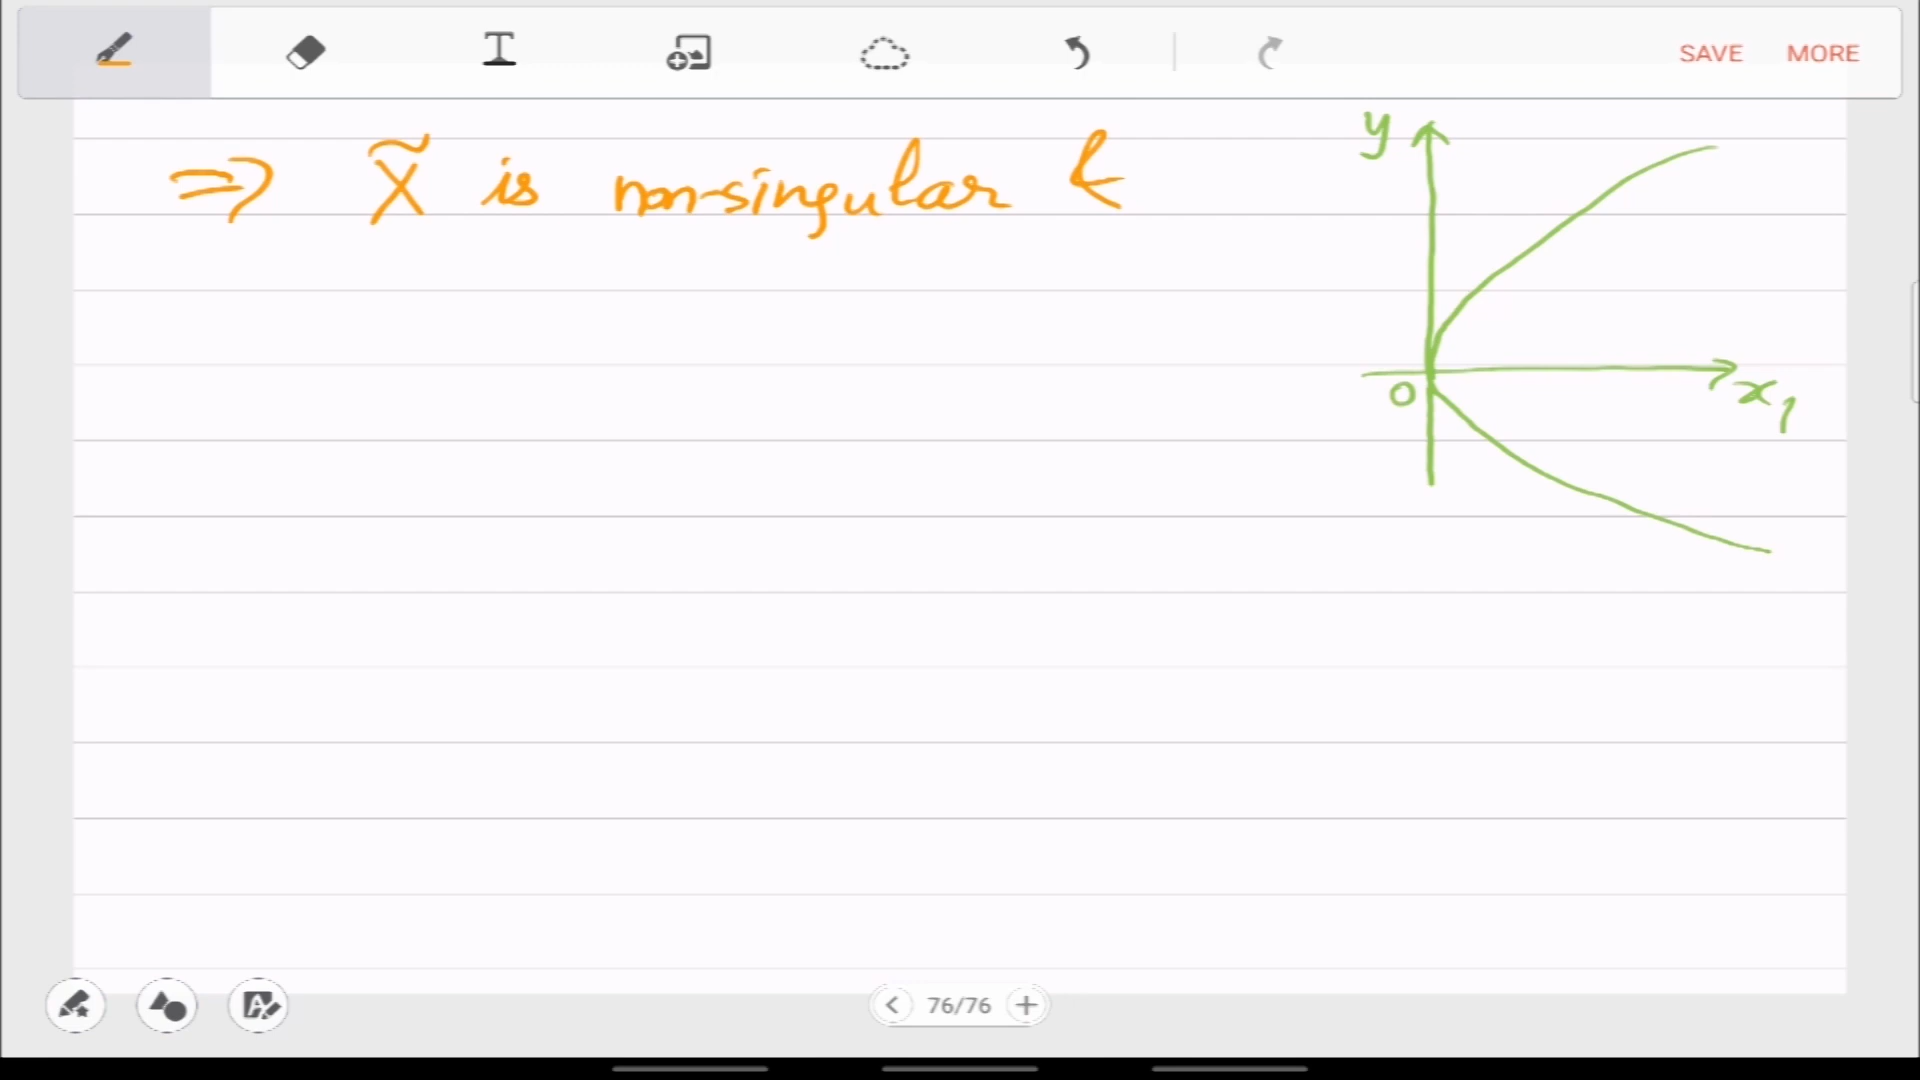 SAVE MORE
⇒ X̃ is non-singular &
y
0
x₁
76/76